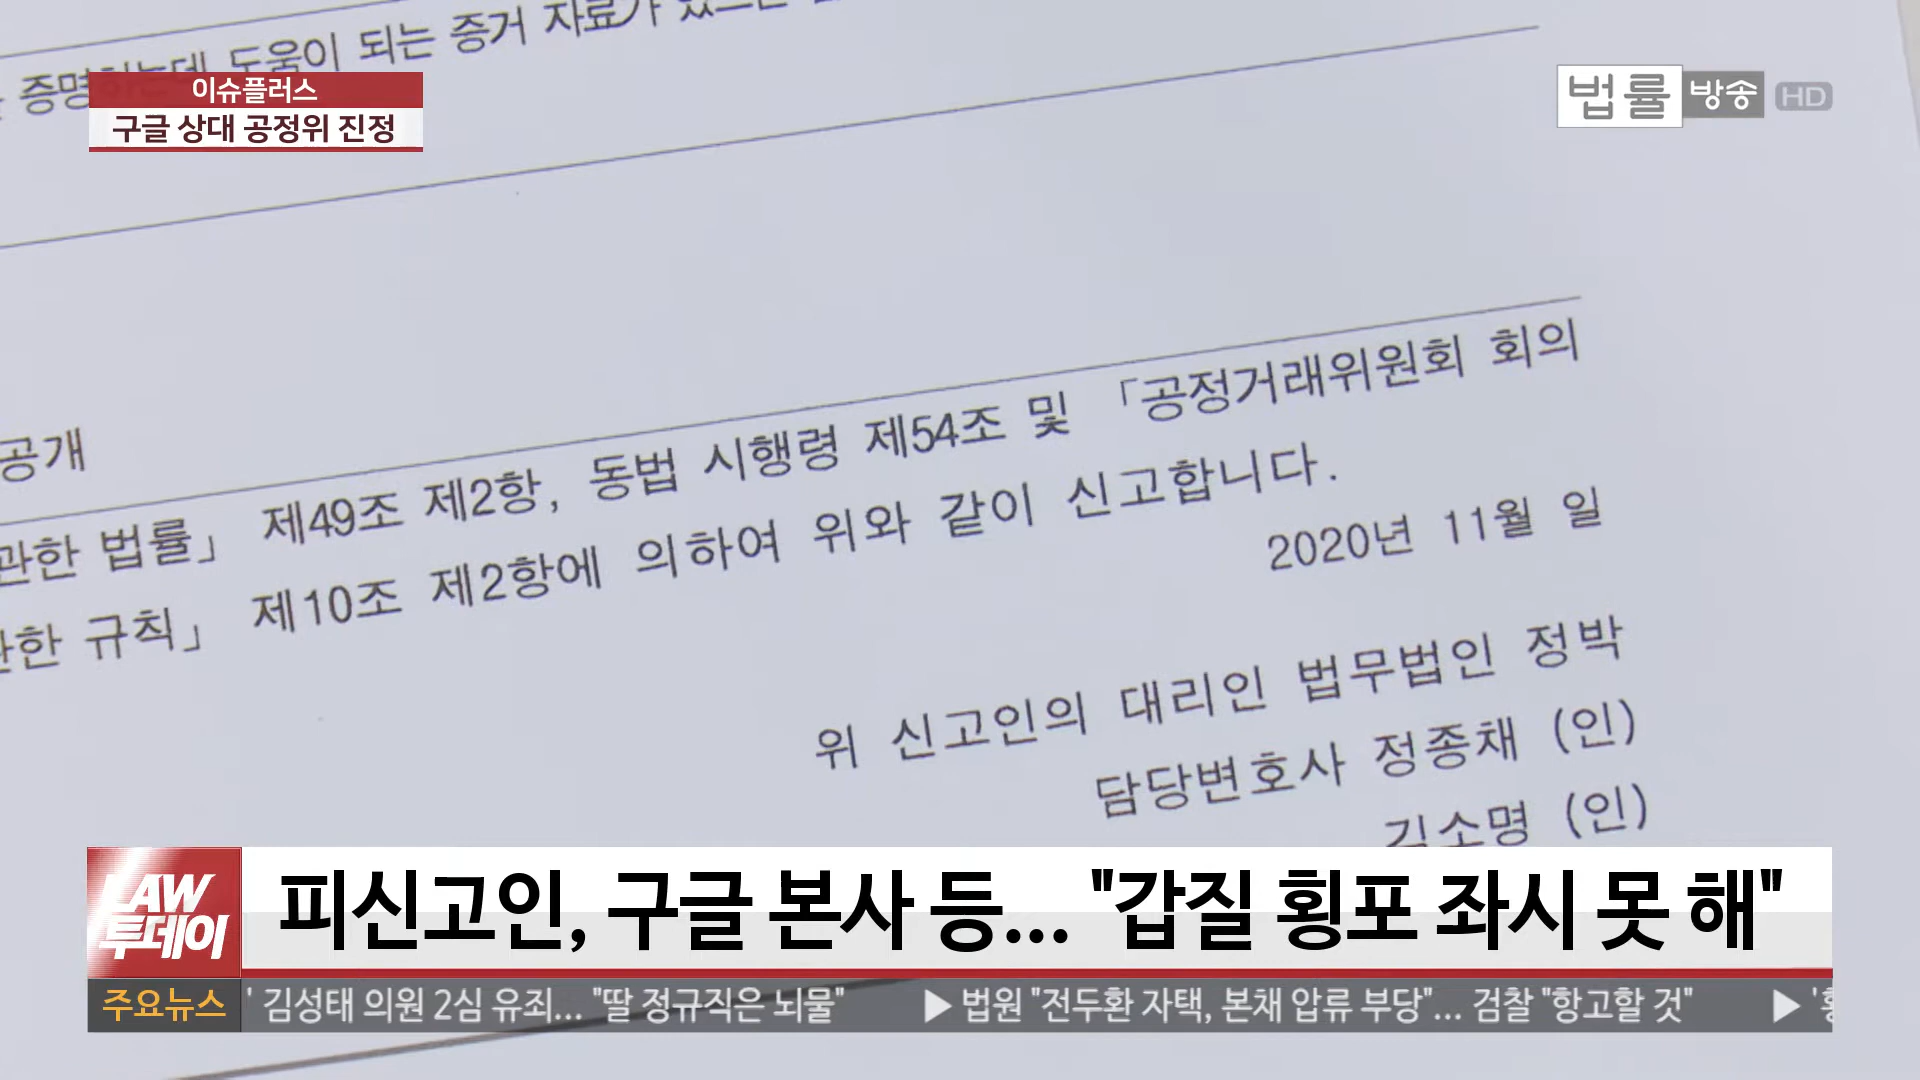 증명하는데 도움이 되는 증거 자료가
이슈플러스
구글 상대 공정위 진정
법률방송 HD
공개
관한 법률」 제49조 제2항, 동법 시행령 제54조 및 「공정거래위원회 회의
관한 규칙」 제10조 제2항에 의하여 위와 같이 신고합니다.
2020년 11월 일
위 신고인의 대리인 법무법인 정박
담당변호사 정종채 (인)
김소명 (인)
LAW
투데이
피신고인, 구글 본사 등... "갑질 횡포 좌시 못 해"
주요뉴스 ' 김성태 의원 2심 유죄... "딸 정규직은 뇌물" ▶ 법원 "전두환 자택, 본채 압류 부당"... 검찰 "항고할 것" ▶ '